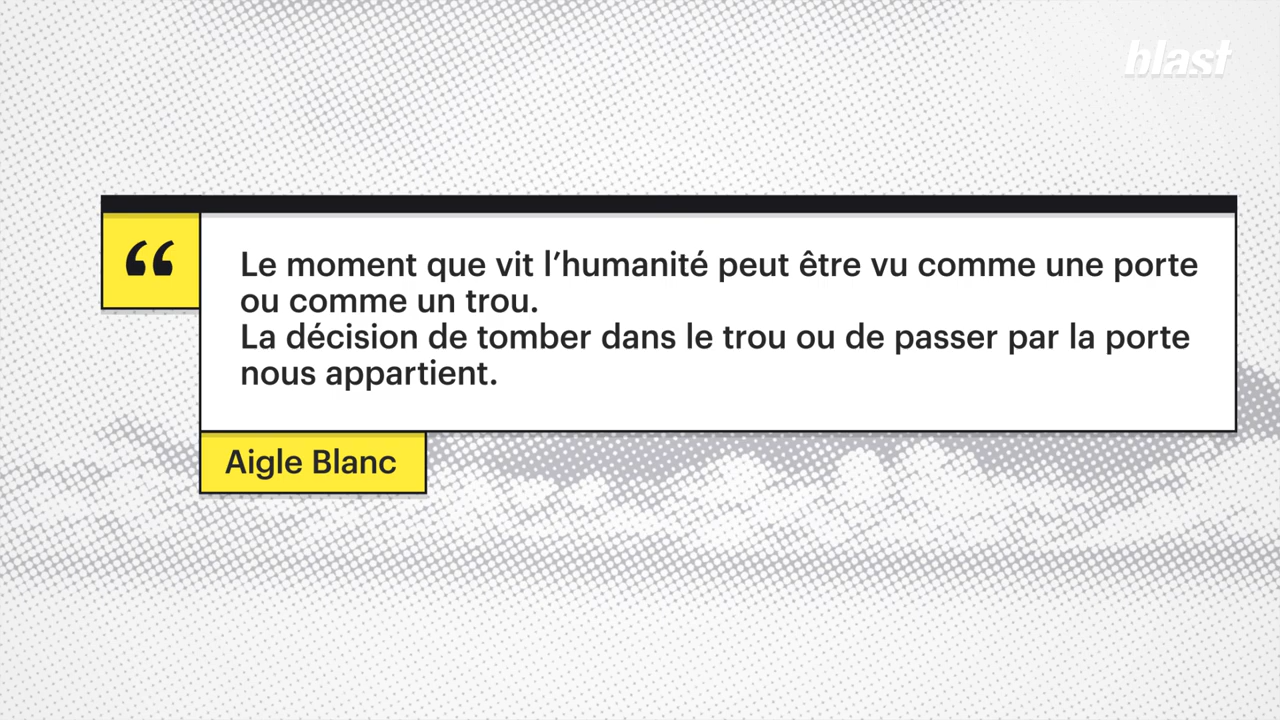 blast
“
Le moment que vit l’humanité peut être vu comme une porte
ou comme un trou.
La décision de tomber dans le trou ou de passer par la porte
nous appartient.
Aigle Blanc